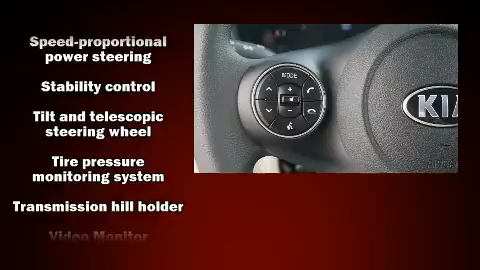 Speed-proportional
power steering
Stability control
Tilt and telescopic
steering wheel
Tire pressure
monitoring system
Transmission hill holder
Video Monitor
MODE
KIA